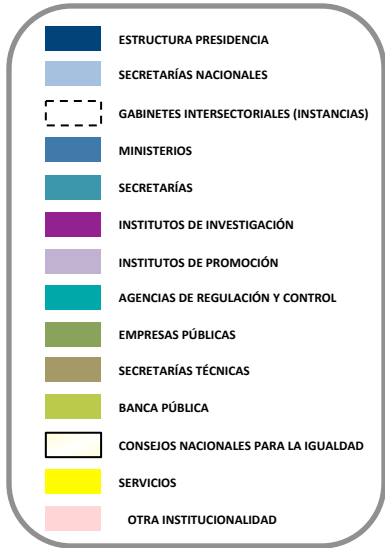 ESTRUCTURA PRESIDENCIA
SECRETARÍAS NACIONALES
GABINETES INTERSECTORIALES (INSTANCIAS)
MINISTERIOS
SECRETARÍAS
INSTITUTOS DE INVESTIGACIÓN
INSTITUTOS DE PROMOCIÓN
AGENCIAS DE REGULACIÓN Y CONTROL
EMPRESAS PÚBLICAS
SECRETARÍAS TÉCNICAS
BANCA PÚBLICA
CONSEJOS NACIONALES PARA LA IGUALDAD
SERVICIOS
OTRA INSTITUCIONALIDAD